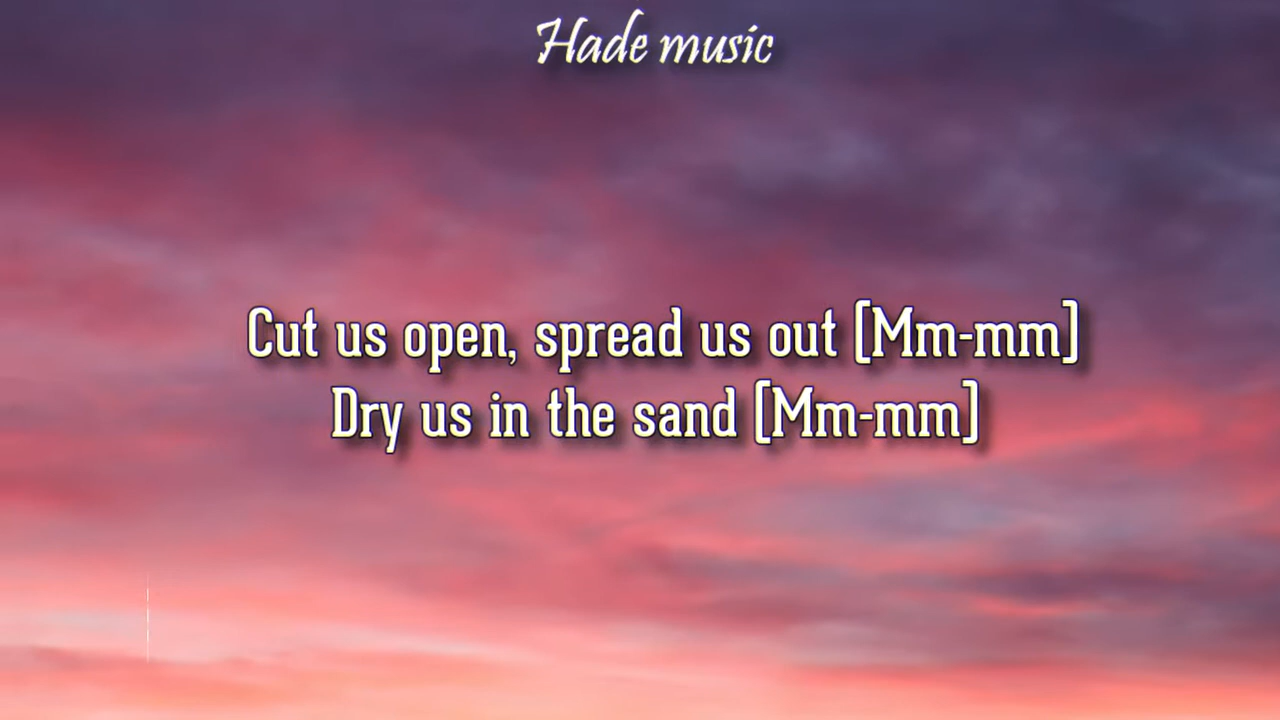 Hade music
Cut us open, spread us out [Mm-mm]
Dry us in the sand [Mm-mm]